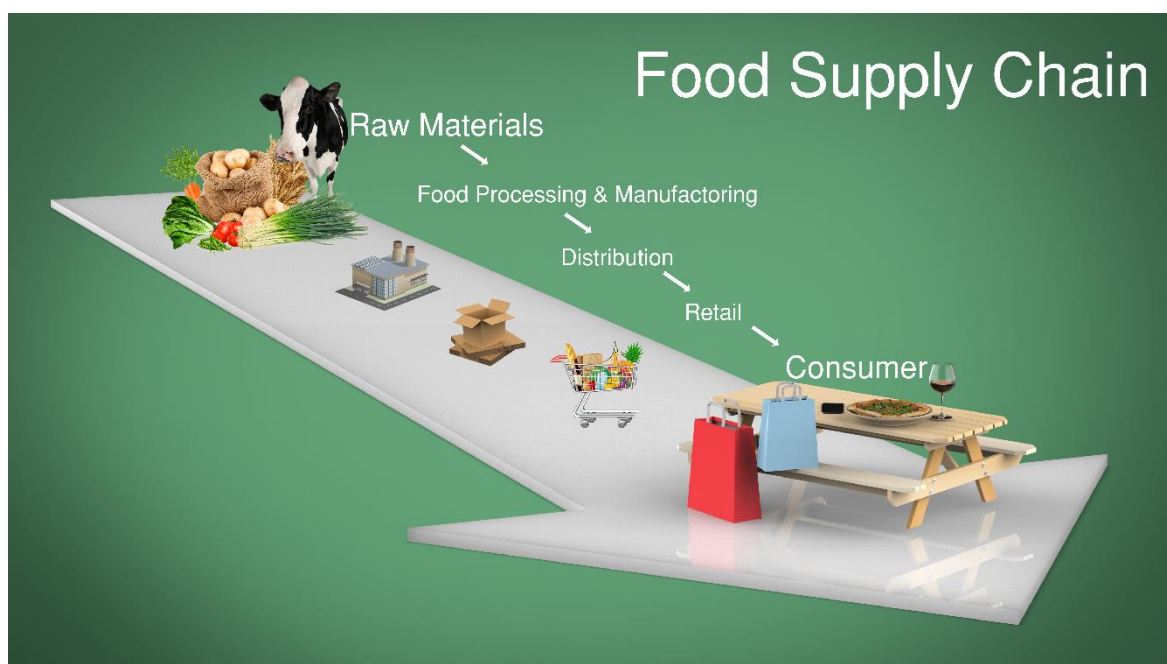 Food Supply Chain
Raw Materials
Food Processing & Manufactoring
Distribution
Retail
Consumer